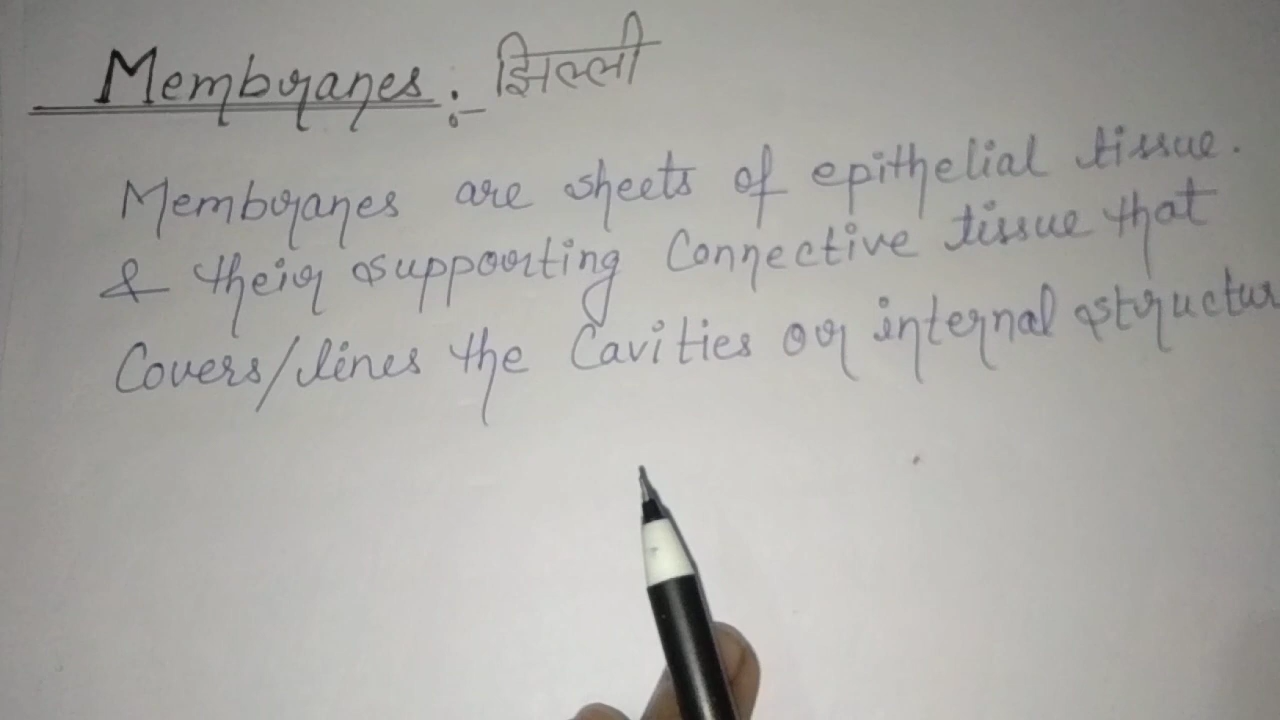 Membranes :- झिल्ली
Membranes are sheets of epithelial tissue.
& their supporting Connective tissue that
Covers/lines the Cavities or internal structur